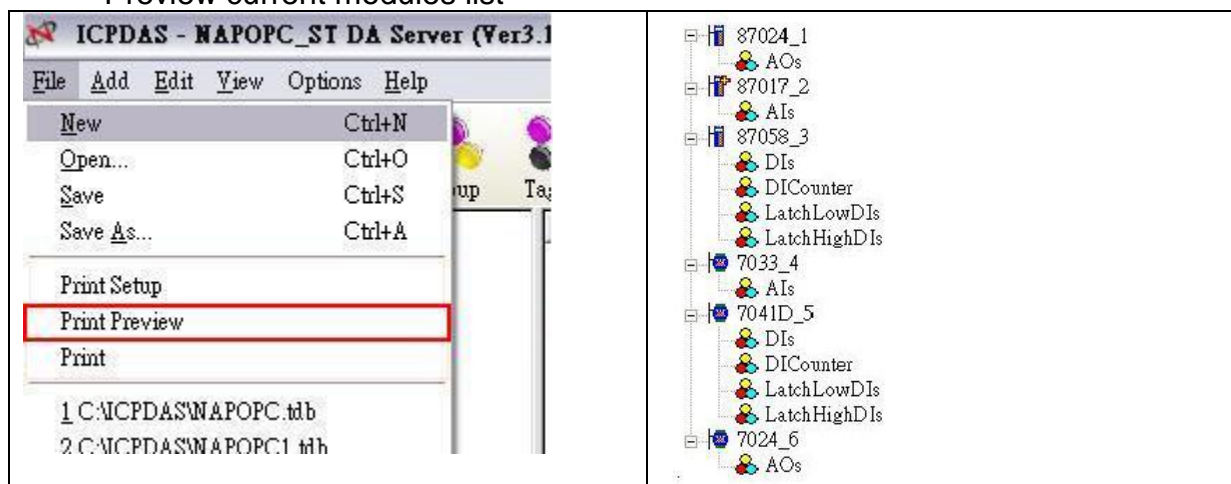 Preview current modules list
ICPDAS - NAPOPC_ST DA Server (Ver3.1
File Add Edit View Options Help
New Ctrl+N
Open... Ctrl+O
Save Ctrl+S
Save As... Ctrl+A
Print Setup
Print Preview
Print
1 C:\ICPDAS\NAPOPC.tdb
2 C:\ICPDAS\NAPOPC1.tdb
87024_1
AOs
87017_2
AIs
87058_3
DIs
DICounter
LatchLowDIs
LatchHighDIs
7033_4
AIs
7041D_5
DIs
DICounter
LatchLowDIs
LatchHighDIs
7024_6
AOs